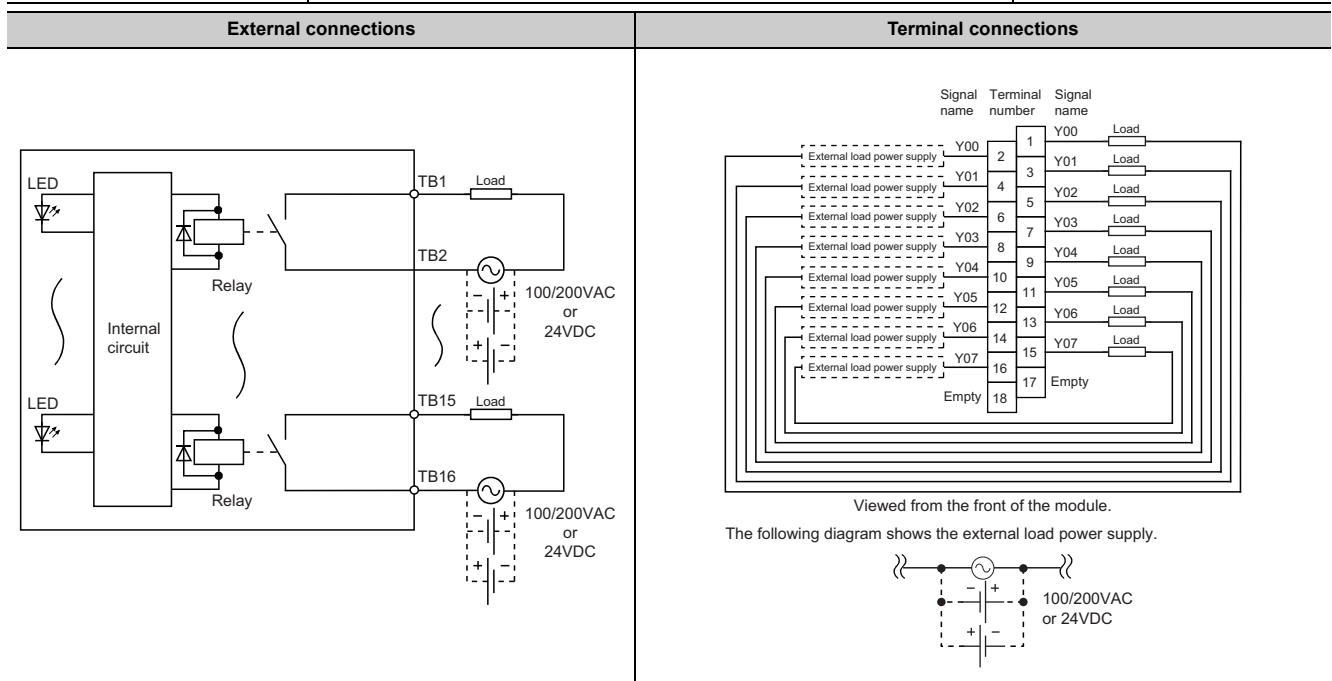 External connections
Terminal connections
LED
Internal
circuit
Relay
TB1
Load
TB2
– +
+ –
100/200VAC
or
24VDC
LED
Relay
TB15
Load
TB16
– +
+ –
100/200VAC
or
24VDC
Signal
name
Terminal
number
Signal
name
1 Y00 Load
External load power supply Y00 2
3 Y01 Load
External load power supply Y01 4
5 Y02 Load
External load power supply Y02 6
7 Y03 Load
External load power supply Y03 8
9 Y04 Load
External load power supply Y04 10
11 Y05 Load
External load power supply Y05 12
13 Y06 Load
External load power supply Y06 14
15 Y07 Load
External load power supply Y07 16
17 Empty
Empty 18
Viewed from the front of the module.
The following diagram shows the external load power supply.
– +
+ –
100/200VAC
or 24VDC